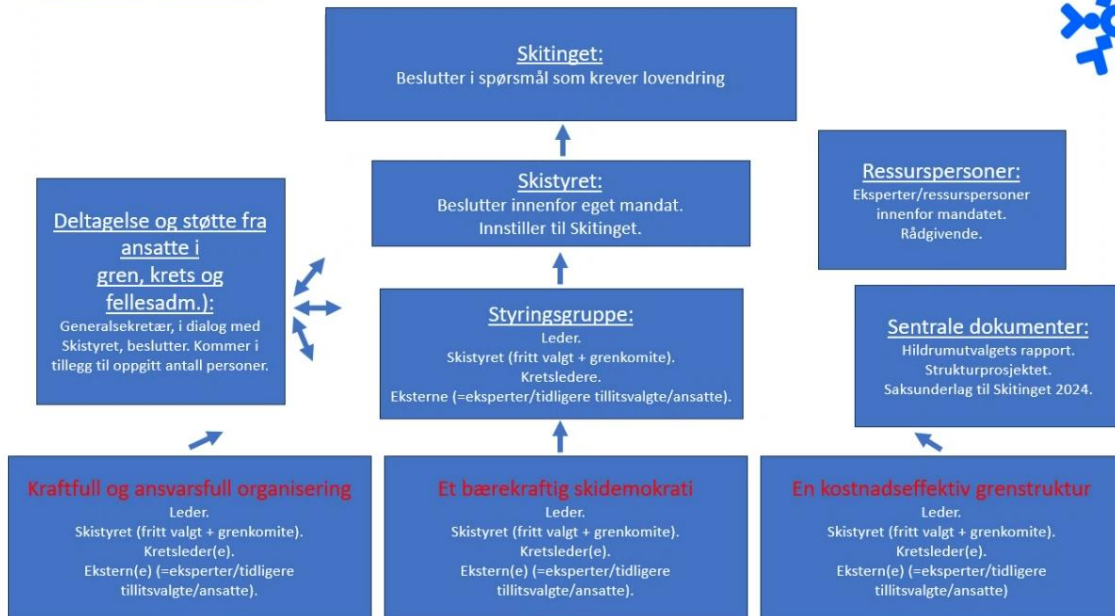 Skitinget:
Beslutter i spørsmål som krever lovendring
Skistyret:
Beslutter innenfor eget mandat.
Innstiller til Skitinget.
Ressurspersoner:
Eksperter/ressurspersoner
innenfor mandatet.
Rådgivende.
Deltagelse og støtte fra
ansatte i
gren, krets og
fellesadm.):
Generalsekretær, i dialog med
Skistyret, beslutter. Kommer i
tillegg til oppgitt antall personer.
Styringsgruppe:
Leder.
Skistyret (fritt valgt + grenkomite).
Kretsledere.
Eksterne (=eksperter/tidligere tillitsvalgte/ansatte).
Sentrale dokumenter:
Hildrumutvalgets rapport.
Strukturprosjektet.
Saksunderlag til Skitinget 2024.
Kraftfull og ansvarsfull organisering
Leder.
Skistyret (fritt valgt + grenkomite).
Kretsleder(e).
Ekstern(e) (=eksperter/tidligere
tillitsvalgte/ansatte).
Et bærekraftig skidemokrati
Leder.
Skistyret (fritt valgt + grenkomite).
Kretsleder(e).
Ekstern(e) (=eksperter/tidligere
tillitsvalgte/ansatte).
En kostnadseffektiv grenstruktur
Leder.
Skistyret (fritt valgt + grenkomite).
Kretsleder(e).
Ekstern(e) (=eksperter/tidligere
tillitsvalgte/ansatte)